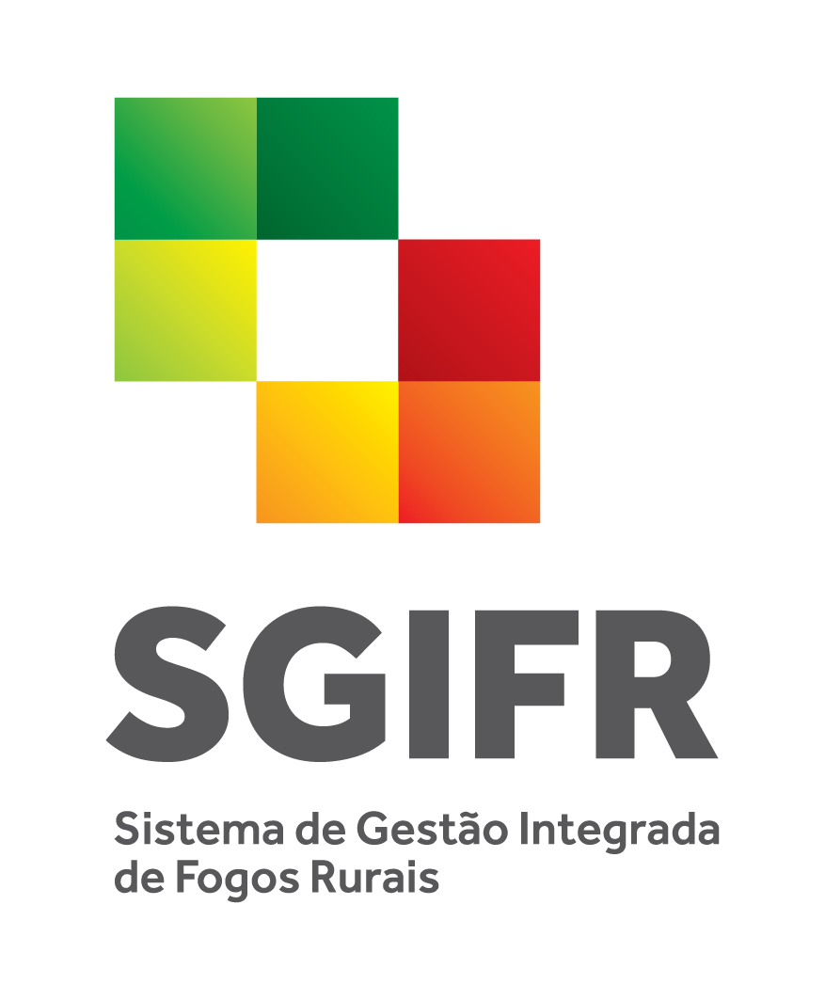 SGIFR
Sistema de Gestão Integrada
de Fogos Rurais